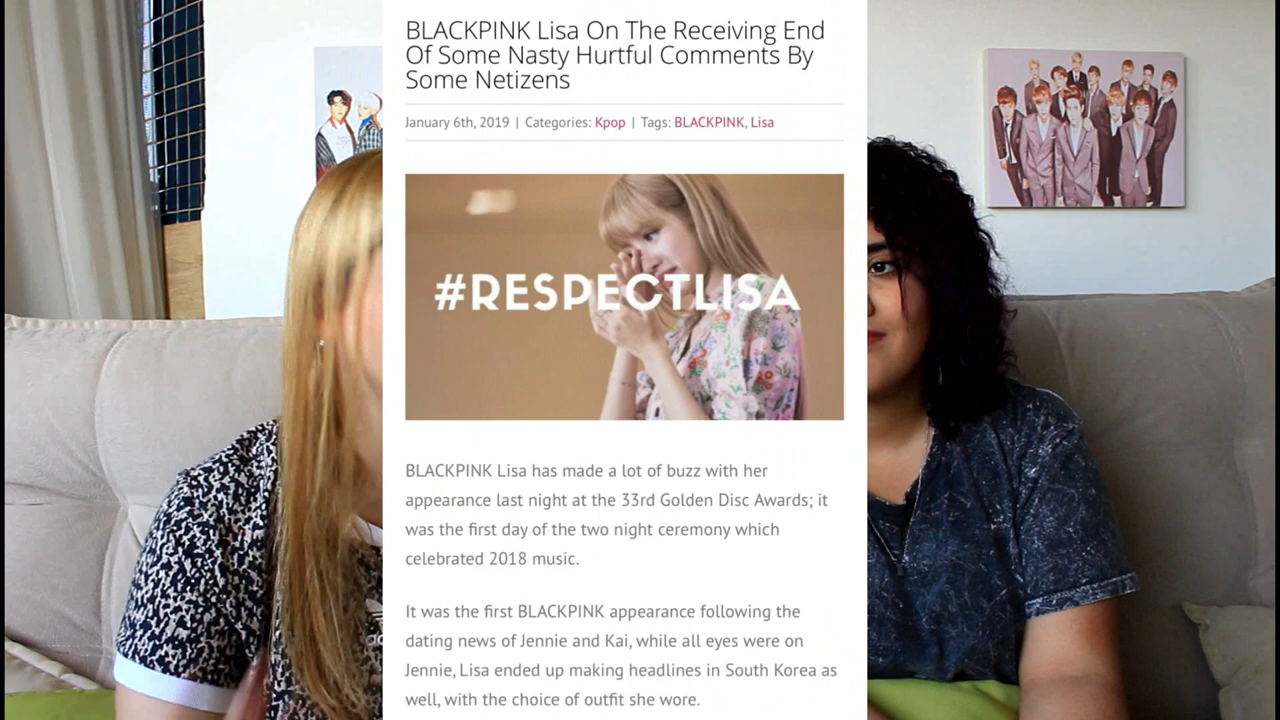 BLACKPINK Lisa On The Receiving End
Of Some Nasty Hurtful Comments By
Some Netizens
January 6th, 2019 | Categories: Kpop | Tags: BLACKPINK, Lisa
#RESPECTLISA
BLACKPINK Lisa has made a lot of buzz with her
appearance last night at the 33rd Golden Disc Awards; it
was the first day of the two night ceremony which
celebrated 2018 music.
It was the first BLACKPINK appearance following the
dating news of Jennie and Kai, while all eyes were on
Jennie, Lisa ended up making headlines in South Korea as
well, with the choice of outfit she wore.